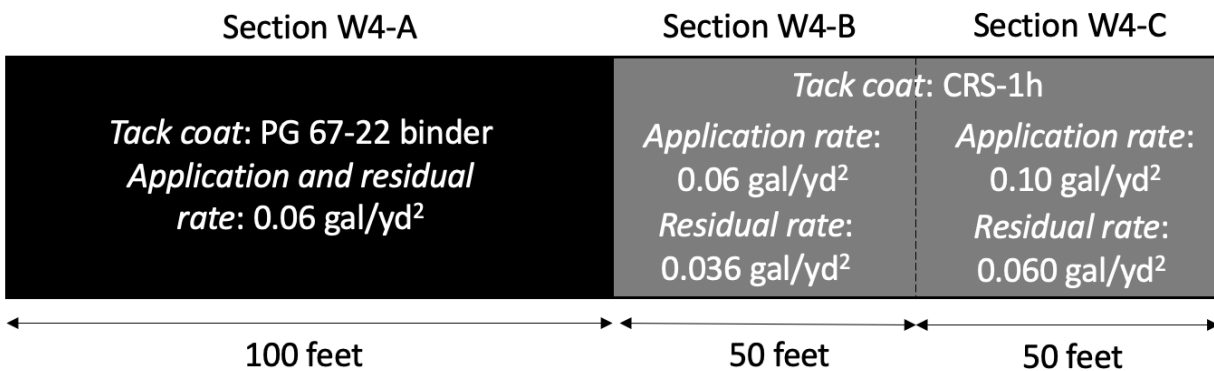 Section W4-A
Section W4-B
Section W4-C
Tack coat: PG 67-22 binder
Application and residual
rate: 0.06 gal/yd²
Tack coat: CRS-1h
Application rate:
0.06 gal/yd²
Residual rate:
0.036 gal/yd²
Application rate:
0.10 gal/yd²
Residual rate:
0.060 gal/yd²
100 feet
50 feet
50 feet